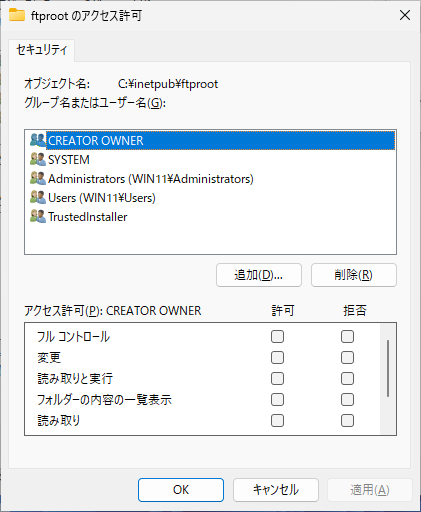 ftproot のアクセス許可
セキュリティ
オブジェクト名: C:¥inetpub¥ftproot
グループ名またはユーザー名(G):
CREATOR OWNER
SYSTEM
Administrators (WIN11¥Administrators)
Users (WIN11¥Users)
TrustedInstaller
追加(D)... 削除(R)
アクセス許可(P): CREATOR OWNER 許可 拒否
フル コントロール
変更
読み取りと実行
フォルダーの内容の一覧表示
読み取り
OK キャンセル 適用(A)